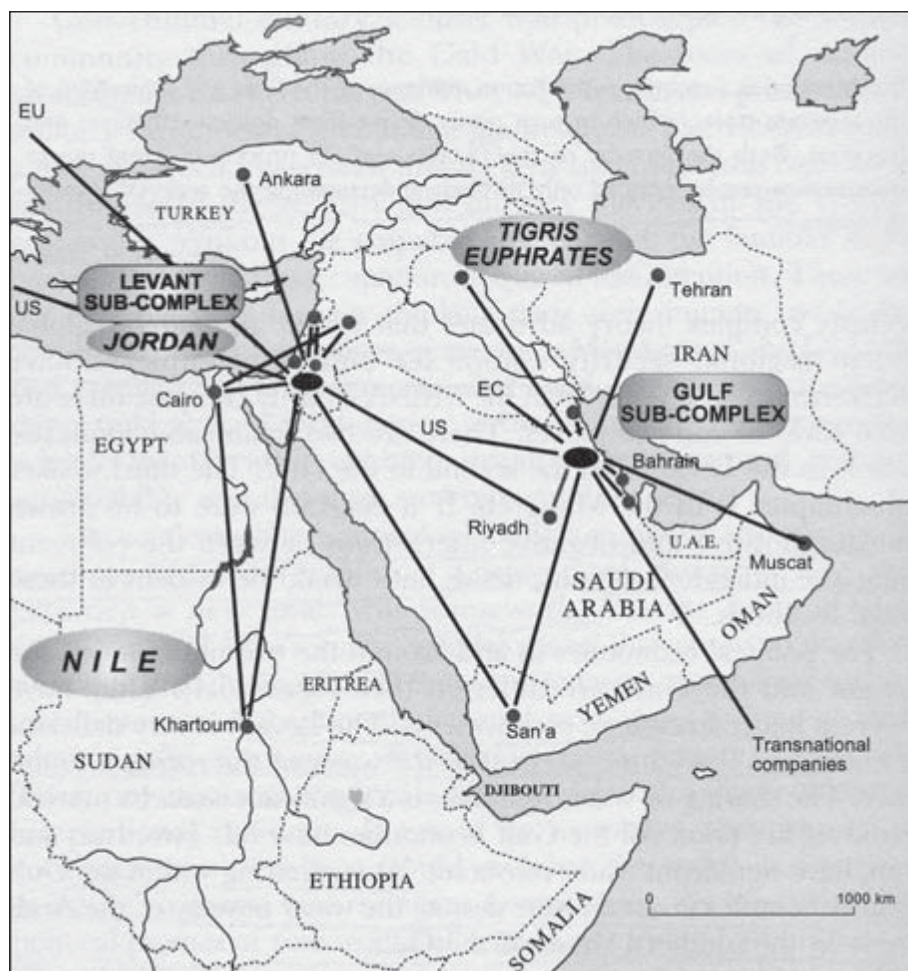 EU
Ankara
TURKEY
TIGRIS
EUPHRATES
LEVANT
SUB-COMPLEX
Tehran
US
JORDAN
IRAN
EC
GULF
SUB-COMPLEX
Cairo
US
EGYPT
Bahrain
Riyadh
U.A.E.
Muscat
SAUDI
ARABIA
OMAN
NILE
ERITREA
YEMEN
Khartoum
San'a
SUDAN
Transnational
companies
DJIBOUTI
ETHIOPIA
SOMALIA
0
1000 km